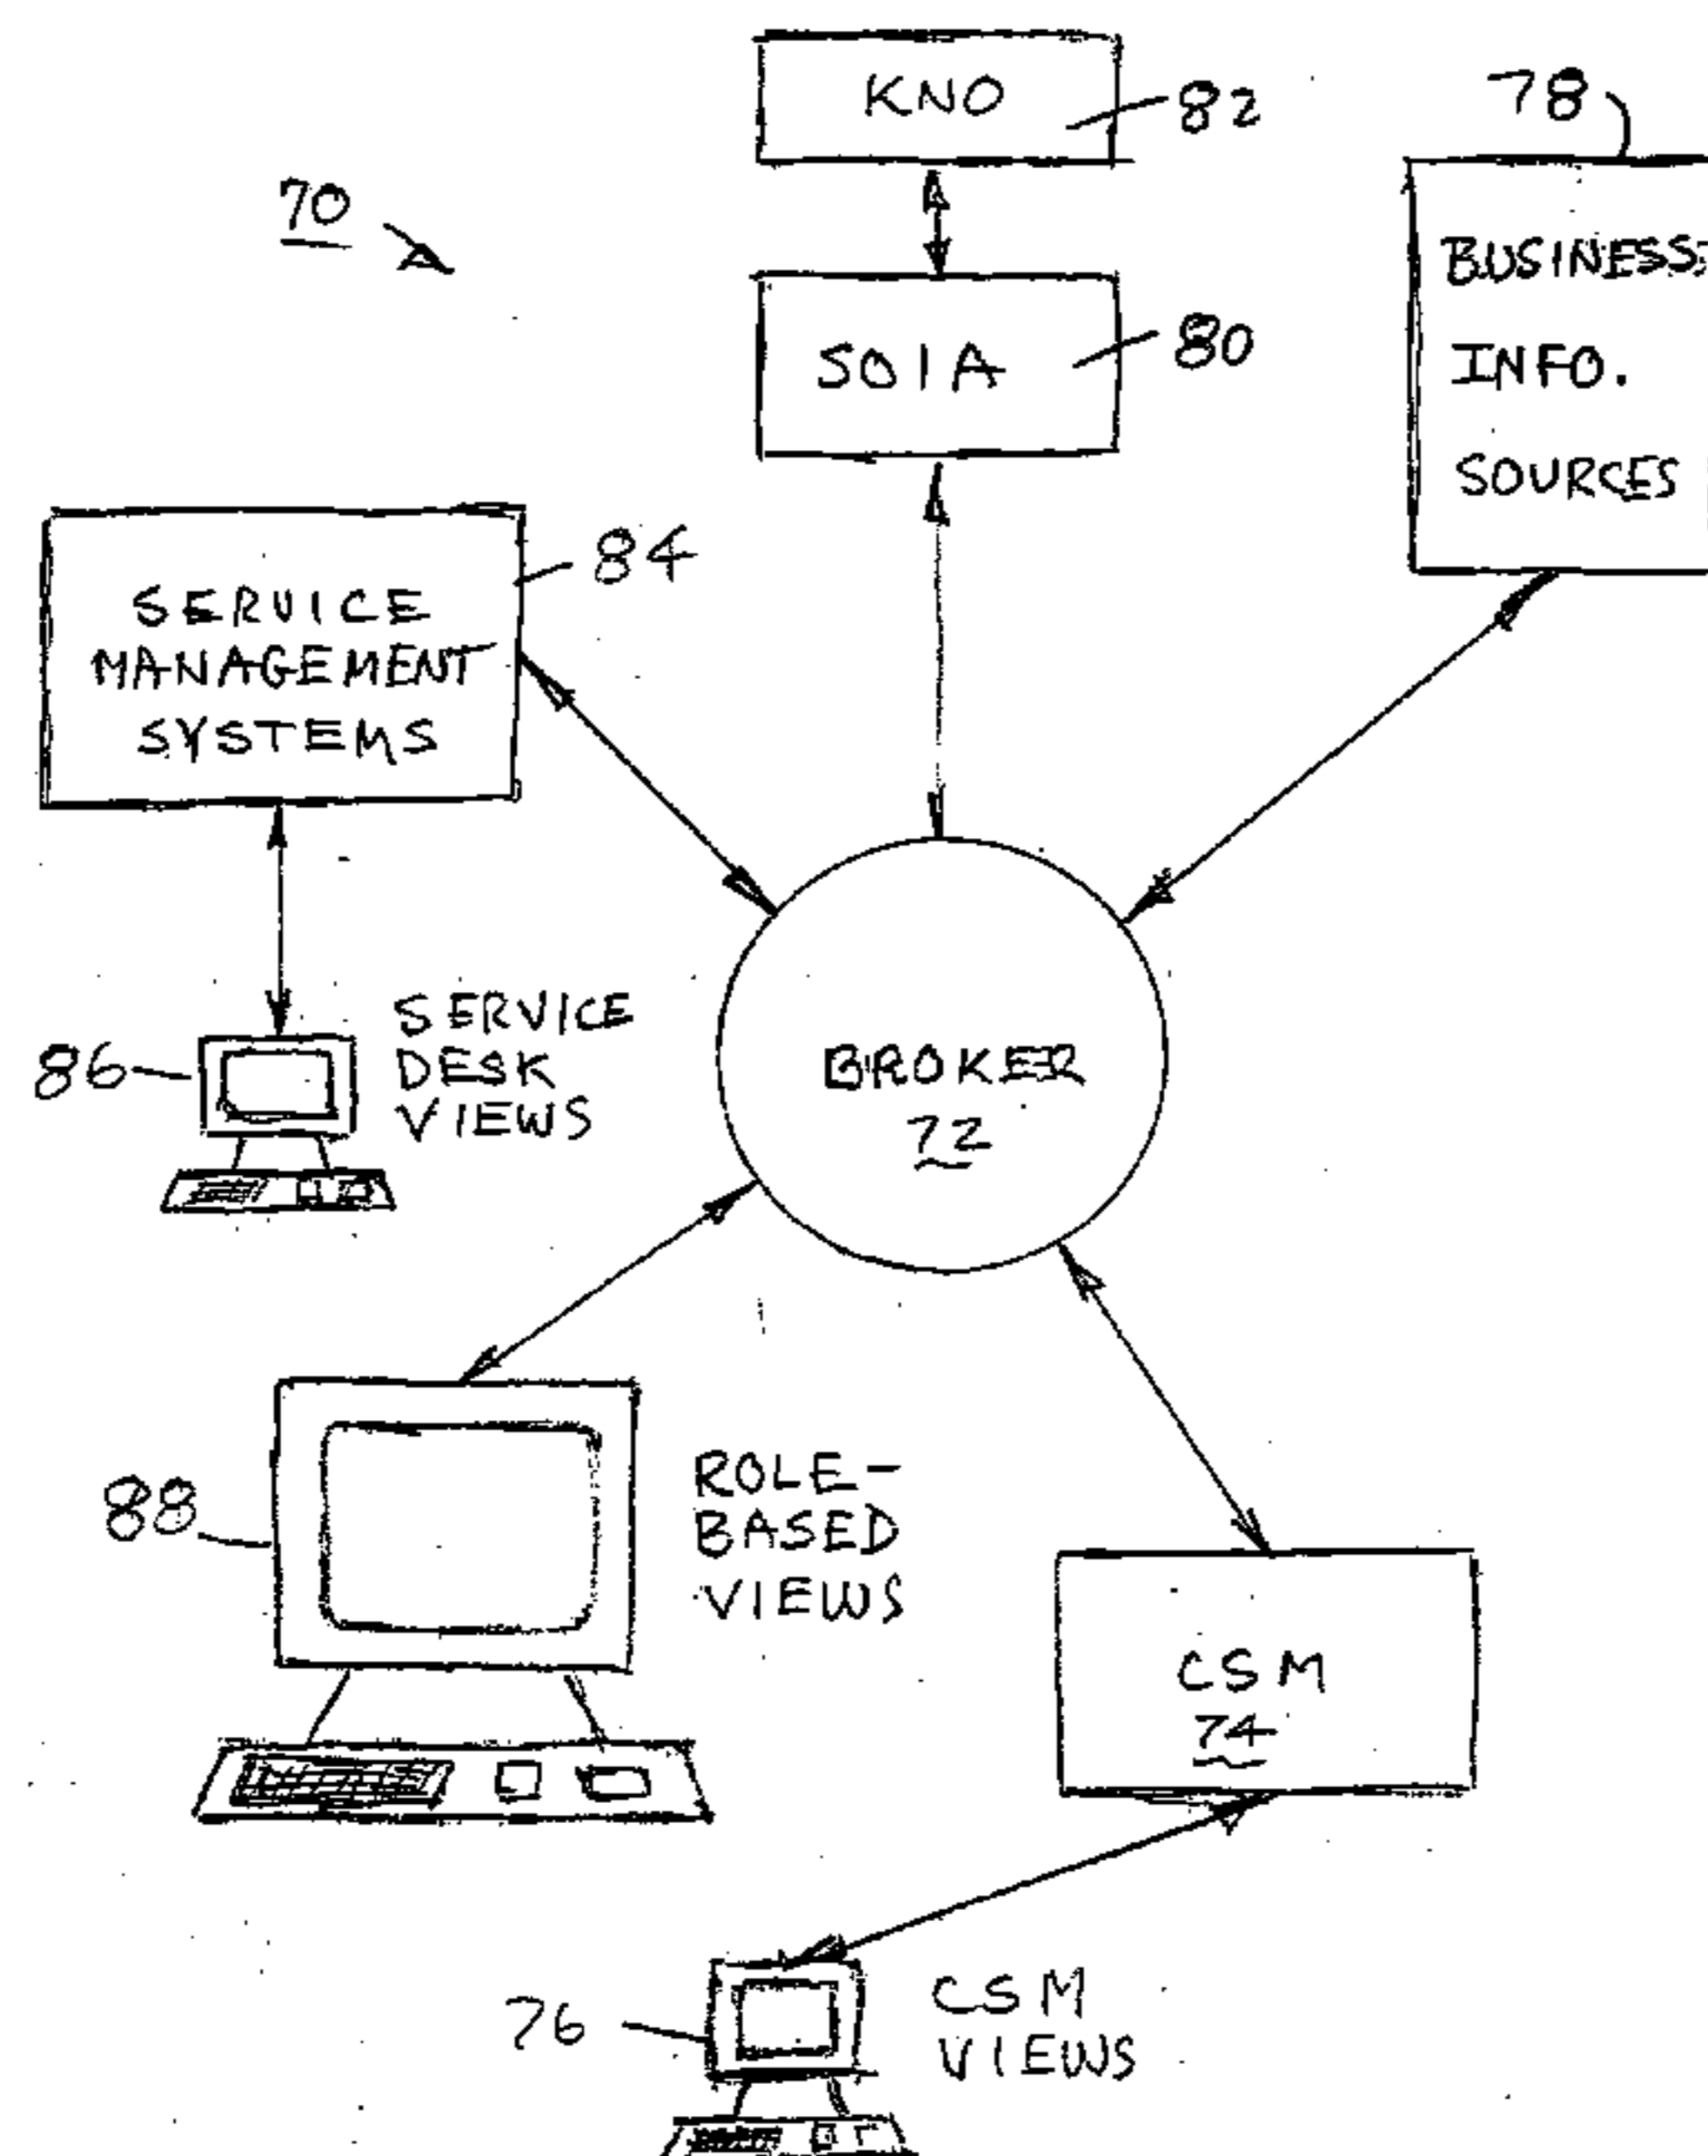 KNO
82
78
70
BUSINESS
INFO.
SOURCES
SOIA
80
84
SERVICE
MANAGEMENT
SYSTEMS
86
SERVICE
DESK
VIEWS
BROKER
72
88
ROLE-
BASED
VIEWS
CSM
74
76
CSM
VIEWS